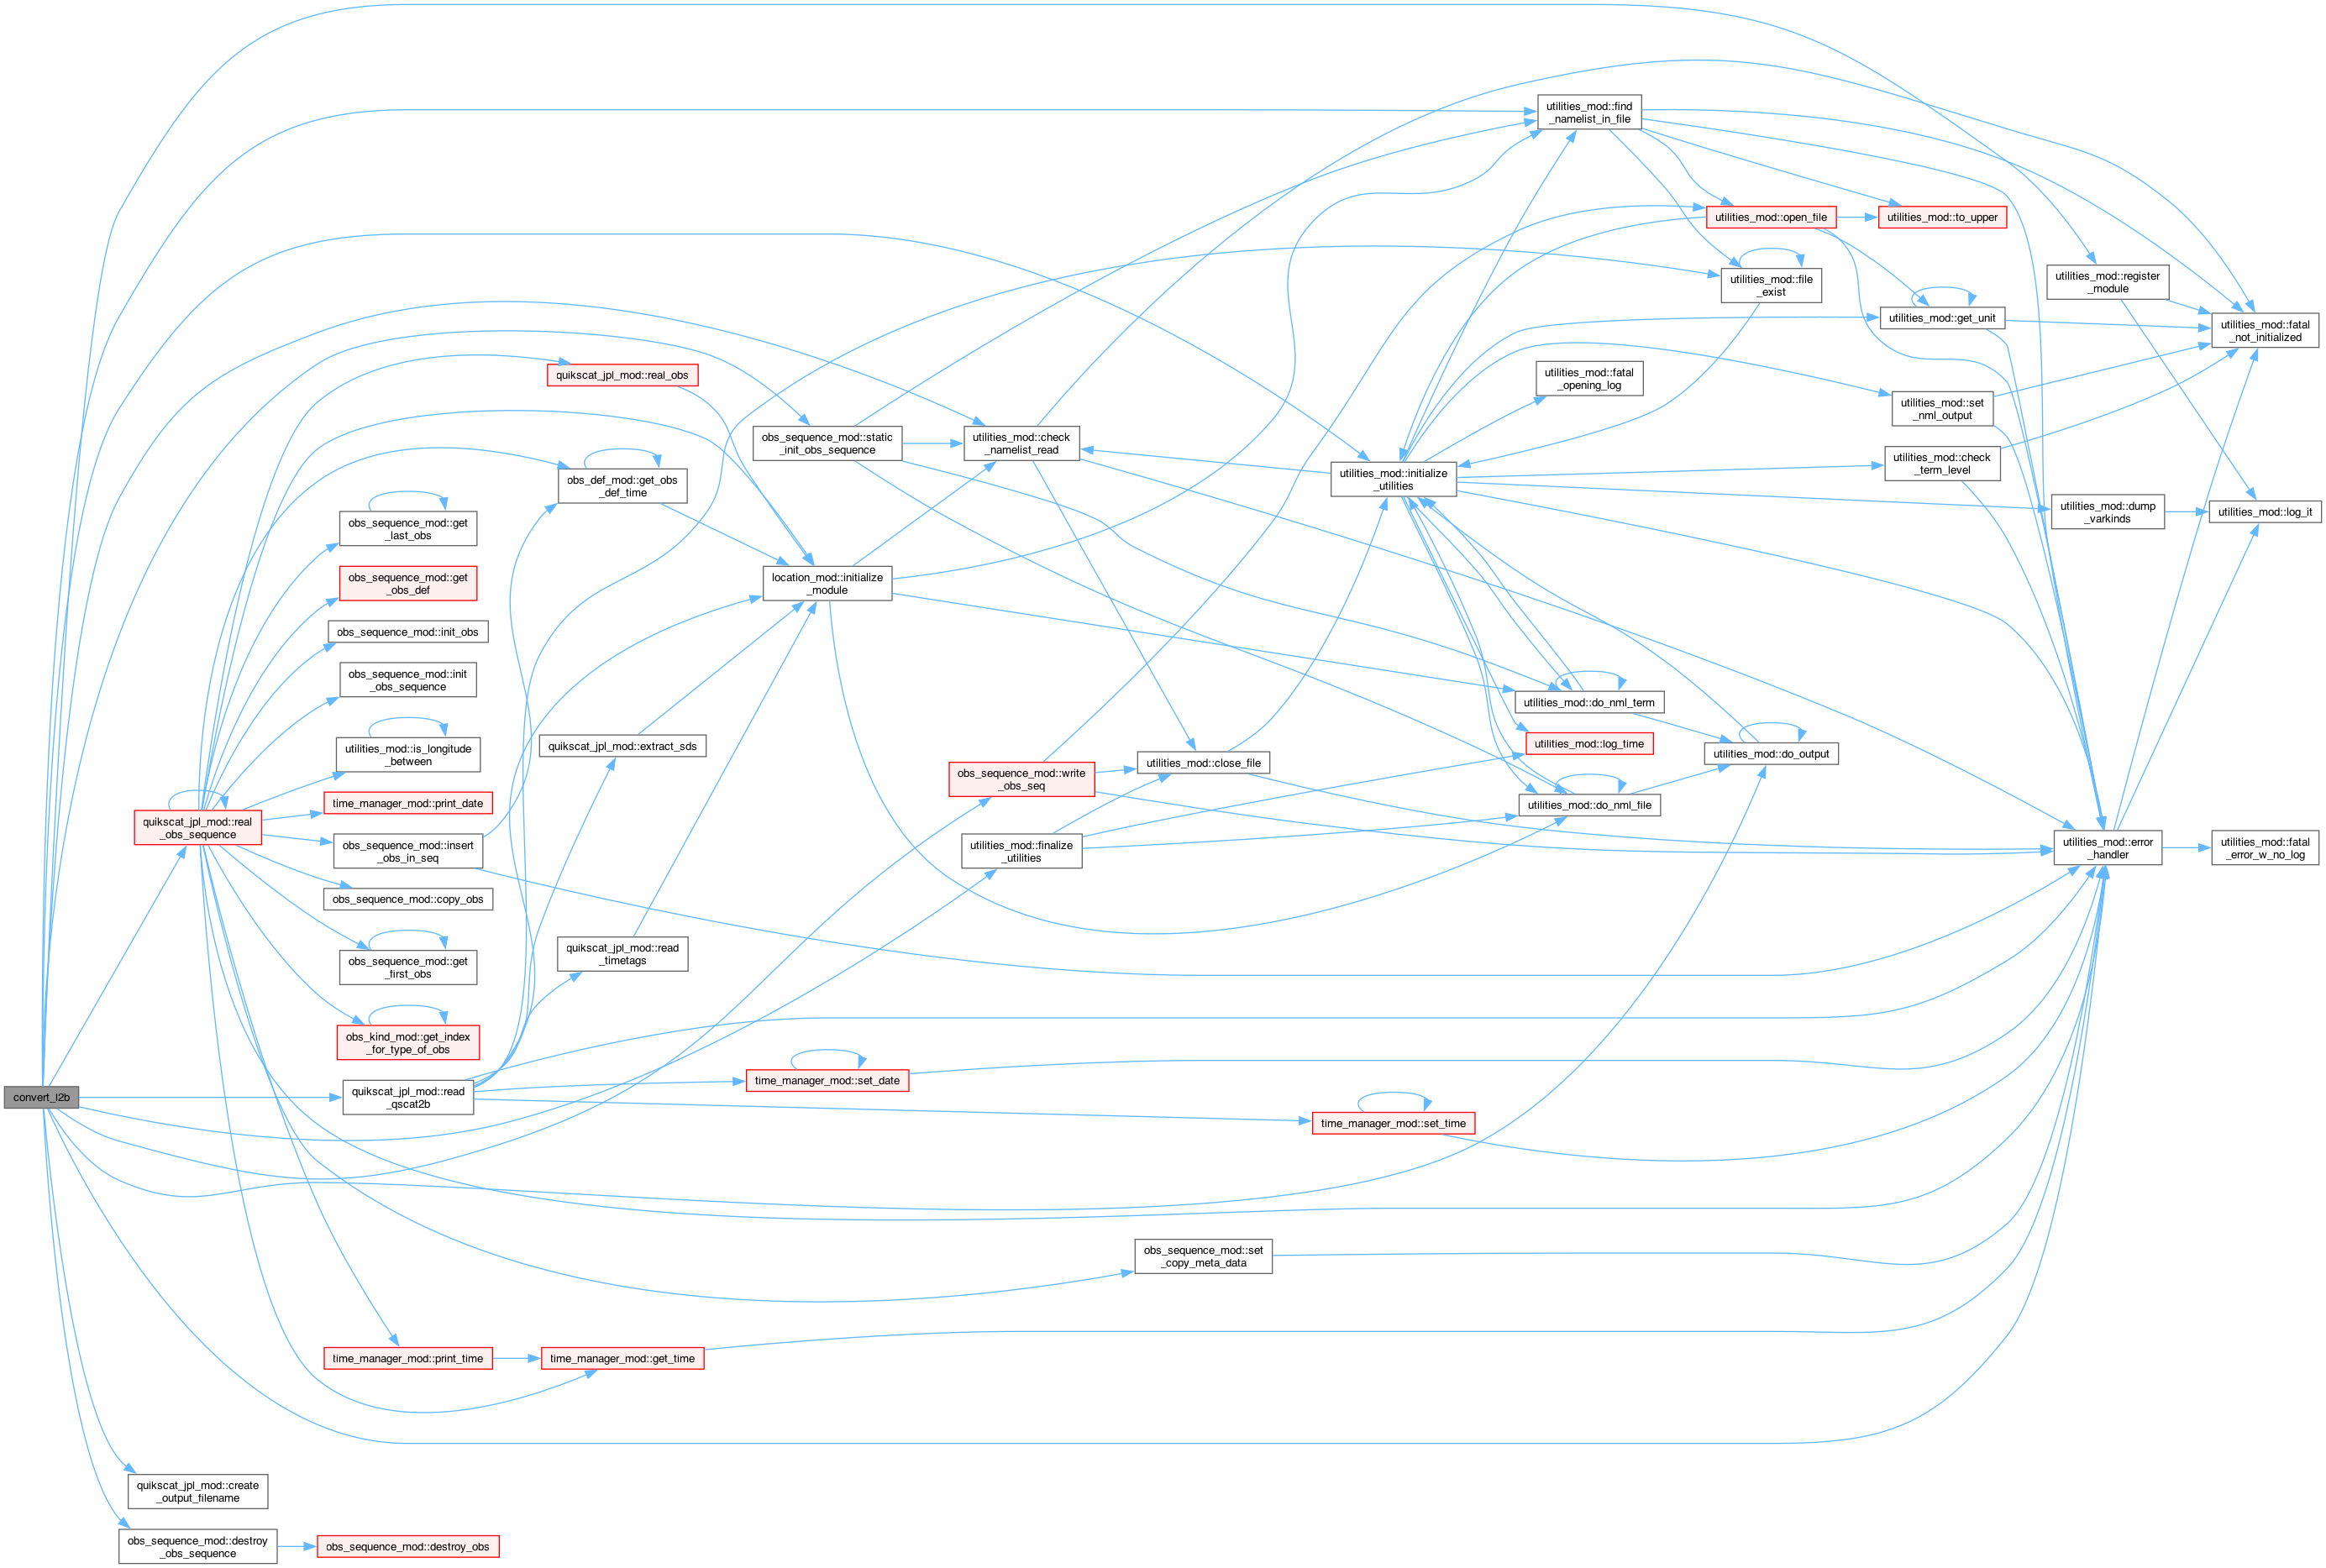 utilities_mod::find
_namelist_in_file
utilities_mod::open_file
utilities_mod::to_upper
utilities_mod::file
_exist
utilities_mod::register
_module
utilities_mod::get_unit
utilities_mod::fatal
_not_initialized
quikscat_jpl_mod::real_obs
utilities_mod::fatal
_opening_log
utilities_mod::set
_nml_output
obs_sequence_mod::static
_init_obs_sequence
utilities_mod::check
_namelist_read
utilities_mod::check
_term_level
obs_def_mod::get_obs
_def_time
utilities_mod::initialize
_utilities
utilities_mod::dump
_varkinds
utilities_mod::log_it
obs_sequence_mod::get
_last_obs
obs_sequence_mod::get
_obs_def
location_mod::initialize
_module
obs_sequence_mod::init_obs
obs_sequence_mod::init
_obs_sequence
utilities_mod::do_nml_term
utilities_mod::is_longitude
_between
quikscat_jpl_mod::extract_sds
utilities_mod::log_time
utilities_mod::do_output
utilities_mod::close_file
obs_sequence_mod::write
_obs_seq
time_manager_mod::print_date
utilities_mod::do_nml_file
quikscat_jpl_mod::real
_obs_sequence
obs_sequence_mod::insert
_obs_in_seq
utilities_mod::finalize
_utilities
utilities_mod::error
_handler
utilities_mod::fatal
_error_w_no_log
obs_sequence_mod::copy_obs
quikscat_jpl_mod::read
_timetags
obs_sequence_mod::get
_first_obs
obs_kind_mod::get_index
_for_type_of_obs
time_manager_mod::set_date
convert_l2b
quikscat_jpl_mod::read
_qscat2b
time_manager_mod::set_time
obs_sequence_mod::set
_copy_meta_data
time_manager_mod::print_time
time_manager_mod::get_time
quikscat_jpl_mod::create
_output_filename
obs_sequence_mod::destroy
_obs_sequence
obs_sequence_mod::destroy_obs